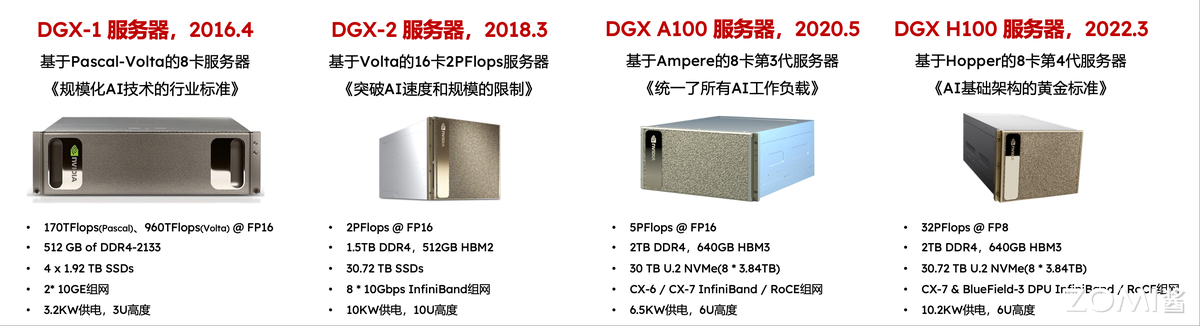 DGX-1 服务器，2016.4
基于Pascal-Volta的8卡服务器
《规模化AI技术的行业标准》
NVIDIA
• 170TFlops(Pascal)、960TFlops(Volta) @ FP16
• 512 GB of DDR4-2133
• 4 x 1.92 TB SSDs
• 2* 10GE组网
• 3.2KW供电，3U高度
DGX-2 服务器，2018.3
基于Volta的16卡2PFlops服务器
《突破AI速度和规模的限制》
NVIDIA
• 2PFlops @ FP16
• 1.5TB DDR4，512GB HBM2
• 30.72 TB SSDs
• 8 * 10Gbps InfiniBand组网
• 10KW供电，10U高度
DGX A100 服务器，2020.5
基于Ampere的8卡第3代服务器
《统一了所有AI工作负载》
NVIDIA
• 5PFlops @ FP16
• 2TB DDR4，640GB HBM3
• 30 TB U.2 NVMe(8 * 3.84TB)
• CX-6 / CX-7 InfiniBand / RoCE组网
• 6.5KW供电，6U高度
DGX H100 服务器，2022.3
基于Hopper的8卡第4代服务器
《AI基础架构的黄金标准》
• 32PFlops @ FP8
• 2TB DDR4，640GB HBM3
• 30.72 TB U.2 NVMe(8 * 3.84TB)
• CX-7 & BlueField-3 DPU InfiniBand / RoCE组网
• 10.2KW供电，6U高度
ZOMI酱